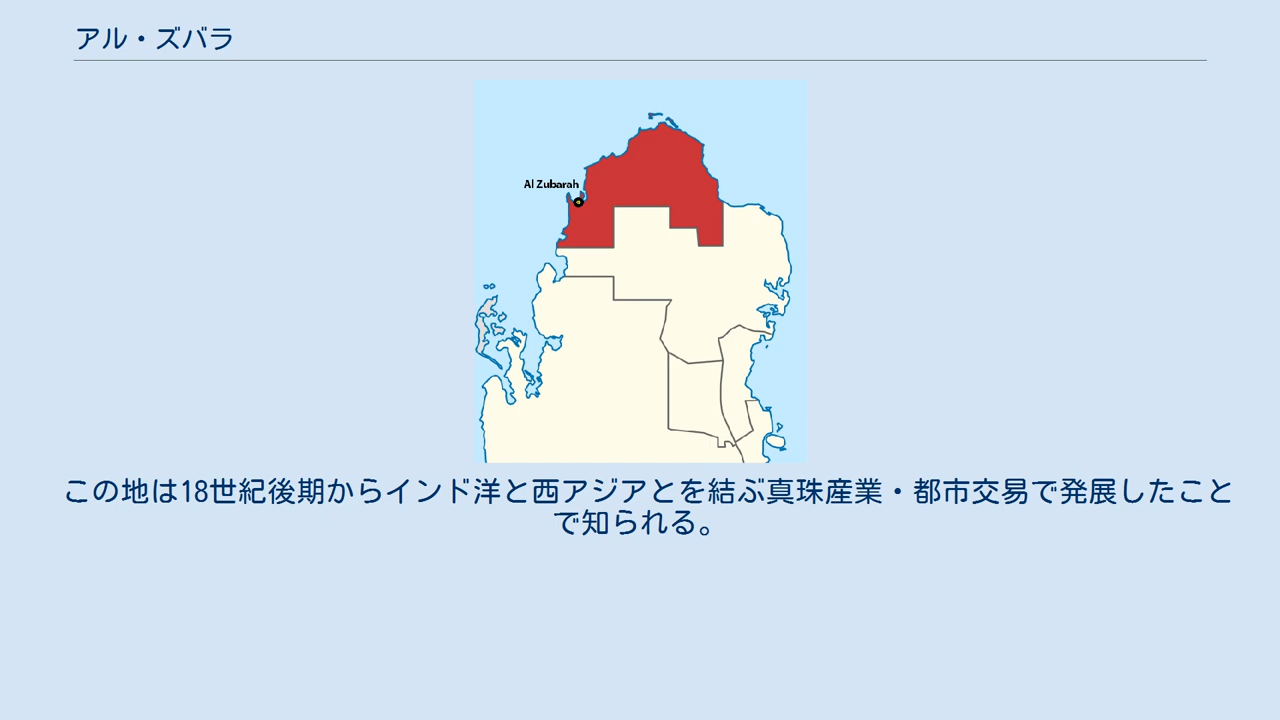 アル・ズバラ
Al Zubarah
この地は18世紀後期からインド洋と西アジアとを結ぶ真珠産業・都市交易で発展したこと
で知られる。